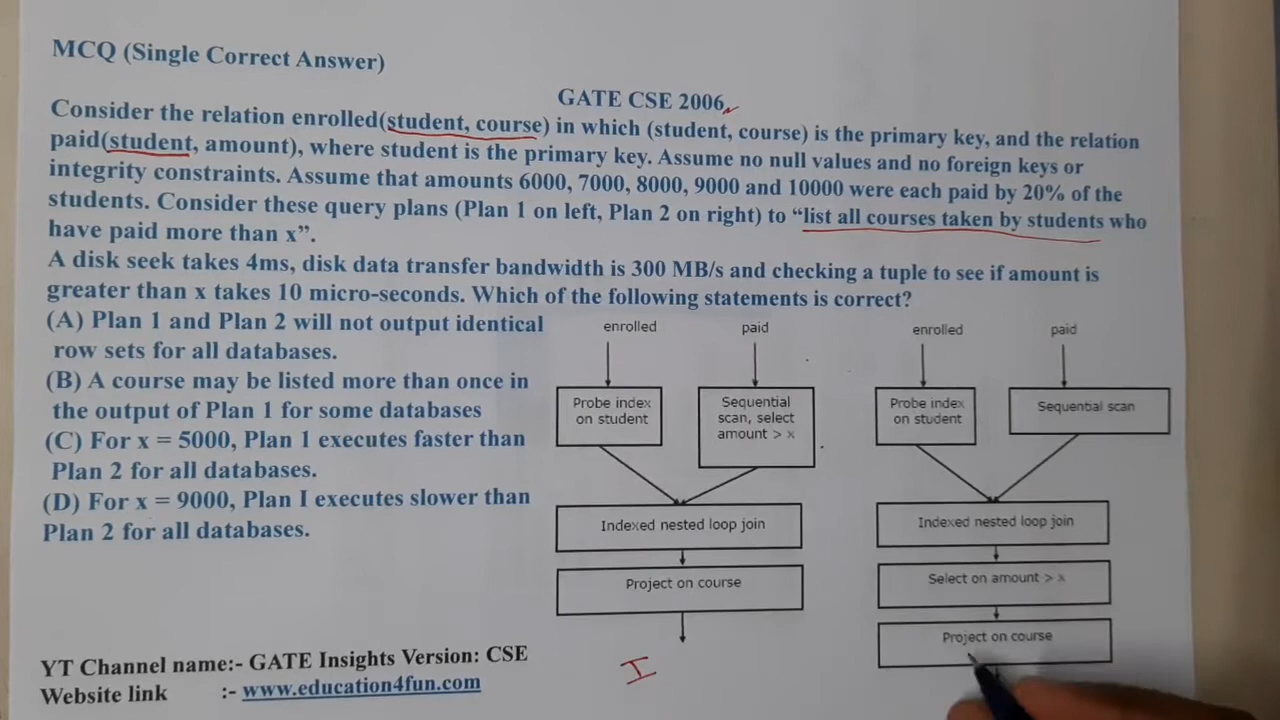 MCQ (Single Correct Answer)
GATE CSE 2006
Consider the relation enrolled(student, course) in which (student, course) is the primary key, and the relation
paid(student, amount), where student is the primary key. Assume no null values and no foreign keys or
integrity constraints. Assume that amounts 6000, 7000, 8000, 9000 and 10000 were each paid by 20% of the
students. Consider these query plans (Plan 1 on left, Plan 2 on right) to “list all courses taken by students who
have paid more than x”.
A disk seek takes 4ms, disk data transfer bandwidth is 300 MB/s and checking a tuple to see if amount is
greater than x takes 10 micro-seconds. Which of the following statements is correct?
(A) Plan 1 and Plan 2 will not output identical
row sets for all databases.
(B) A course may be listed more than once in
the output of Plan 1 for some databases
(C) For x = 5000, Plan 1 executes faster than
Plan 2 for all databases.
(D) For x = 9000, Plan I executes slower than
Plan 2 for all databases.
enrolled
paid
Probe index
on student
Sequential
scan, select
amount > x
Indexed nested loop join
Project on course
I
enrolled
paid
Probe index
on student
Sequential scan
Indexed nested loop join
Select on amount > x
Project on course
YT Channel name:- GATE Insights Version: CSE
Website link :- www.education4fun.com